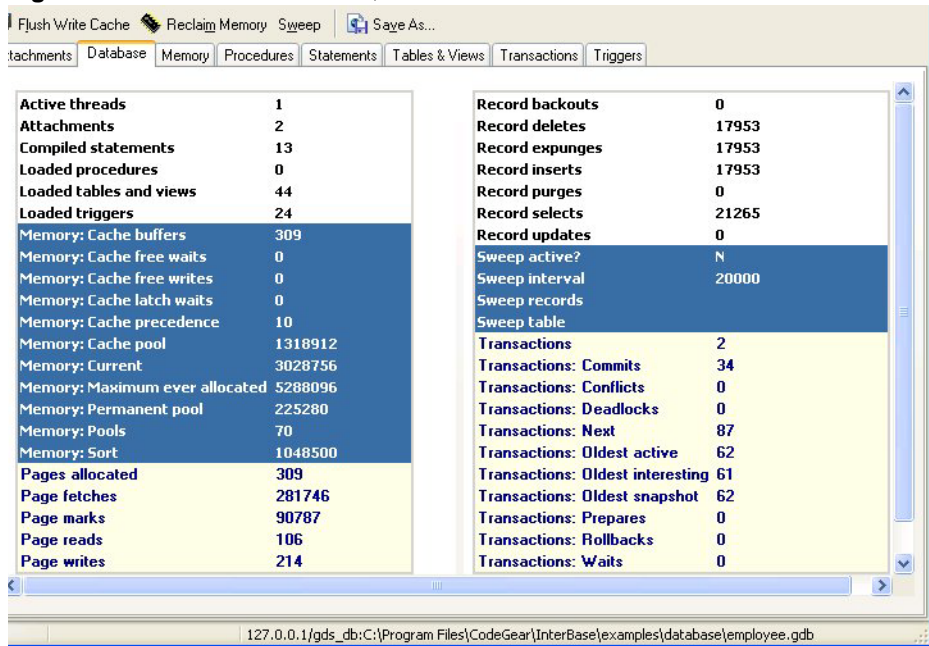 Flush Write Cache Reclaim Memory Sweep Save As...
tachments Database Memory Procedures Statements Tables & Views Transactions Triggers
Active threads 1
Attachments 2
Compiled statements 13
Loaded procedures 0
Loaded tables and views 44
Loaded triggers 24
Memory: Cache buffers 309
Memory: Cache free waits 0
Memory: Cache free writes 0
Memory: Cache latch waits 0
Memory: Cache precedence 10
Memory: Cache pool 1318912
Memory: Current 3028756
Memory: Maximum ever allocated 5288096
Memory: Permanent pool 225280
Memory: Pools 70
Memory: Sort 1048500
Pages allocated 309
Page fetches 281746
Page marks 90787
Page reads 106
Page writes 214
Record backouts 0
Record deletes 17953
Record expunges 17953
Record inserts 17953
Record purges 0
Record selects 21265
Record updates 0
Sweep active? N
Sweep interval 20000
Sweep records
Sweep table
Transactions 2
Transactions: Commits 34
Transactions: Conflicts 0
Transactions: Deadlocks 0
Transactions: Next 87
Transactions: Oldest active 62
Transactions: Oldest interesting 61
Transactions: Oldest snapshot 62
Transactions: Prepares 0
Transactions: Rollbacks 0
Transactions: Waits 0
127.0.0.1/gds_db:C:\Program Files\CodeGear\InterBase\examples\database\employee.gdb